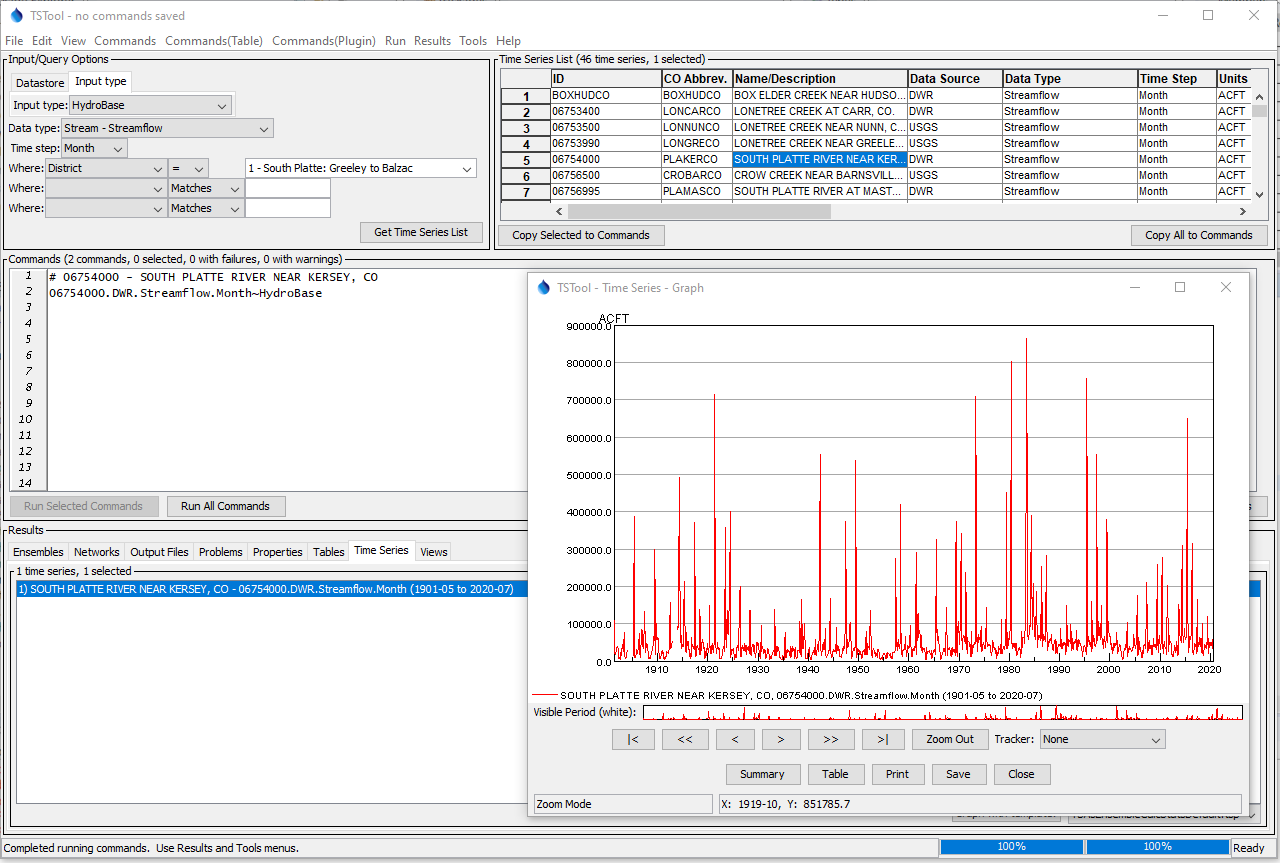 TSTool - no commands saved
File Edit View Commands Commands(Table) Commands(Plugin) Run Results Tools Help
Input/Query Options
Datastore Input type
Input type: HydroBase
Data type: Stream - Streamflow
Time step: Month
Where: District = 1 - South Platte: Greeley to Balzac
Where: Matches
Where: Matches
Get Time Series List
Time Series List (46 time series, 1 selected)
ID CO Abbrev. Name/Description Data Source Data Type Time Step Units
1 BOXHUDCO BOXHUDCO BOX ELDER CREEK NEAR HUDSO... DWR Streamflow Month ACFT
2 06753400 LONCARCO LONETREE CREEK AT CARR, CO. DWR Streamflow Month ACFT
3 06753500 LONNUNCO LONETREE CREEK NEAR NUNN, C... USGS Streamflow Month ACFT
4 06753990 LONGRECO LONETREE CREEK NEAR GREELE... USGS Streamflow Month ACFT
5 06754000 PLAKERCO SOUTH PLATTE RIVER NEAR KER... DWR Streamflow Month ACFT
6 06756500 CROBARCO CROW CREEK NEAR BARNSVILL... USGS Streamflow Month ACFT
7 06756995 PLAMASCO SOUTH PLATTE RIVER AT MAST... DWR Streamflow Month ACFT
Copy Selected to Commands Copy All to Commands
Commands (2 commands, 0 selected, 0 with failures, 0 with warnings)
1 # 06754000 - SOUTH PLATTE RIVER NEAR KERSEY, CO
2 06754000.DWR.Streamflow.Month~HydroBase
3
4
5
6
7
8
9
10
11
12
13
14
Run Selected Commands Run All Commands
Results
Ensembles Networks Output Files Problems Properties Tables Time Series Views
1 time series, 1 selected
1) SOUTH PLATTE RIVER NEAR KERSEY, CO - 06754000.DWR.Streamflow.Month (1901-05 to 2020-07)
TSTool - Time Series - Graph
ACFT
900000.0
800000.0
700000.0
600000.0
500000.0
400000.0
300000.0
200000.0
100000.0
0.0
1910 1920 1930 1940 1950 1960 1970 1980 1990 2000 2010 2020
SOUTH PLATTE RIVER NEAR KERSEY, CO, 06754000.DWR.Streamflow.Month (1901-05 to 2020-07)
Visible Period (white):
|< << < > >> >| Zoom Out Tracker: None
Summary Table Print Save Close
Zoom Mode X: 1919-10, Y: 851785.7
Completed running commands. Use Results and Tools menus. 100% 100% Ready